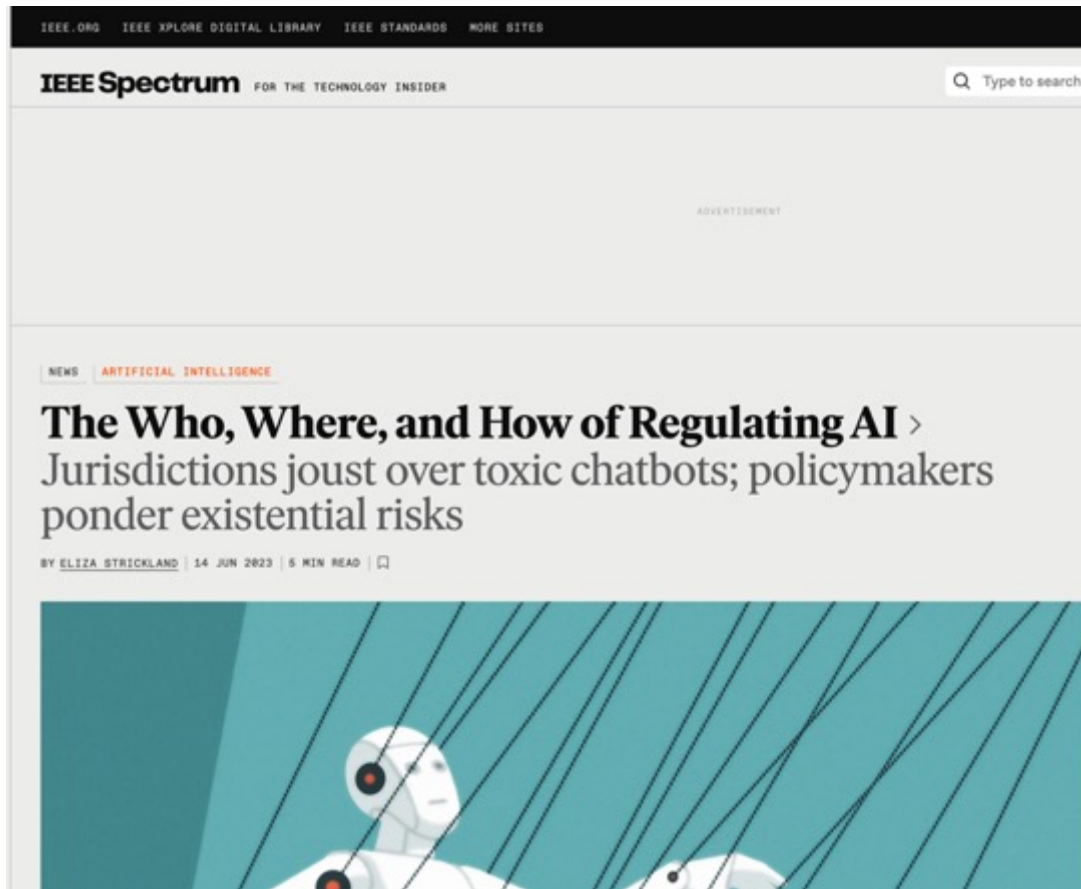 IEEE.ORG IEEE XPLORE DIGITAL LIBRARY IEEE STANDARDS MORE SITES
IEEE Spectrum FOR THE TECHNOLOGY INSIDER Type to search
ADVERTISEMENT
NEWS ARTIFICIAL INTELLIGENCE
The Who, Where, and How of Regulating AI >
Jurisdictions joust over toxic chatbots; policymakers
ponder existential risks
BY ELIZA STRICKLAND | 14 JUN 2023 | 5 MIN READ |